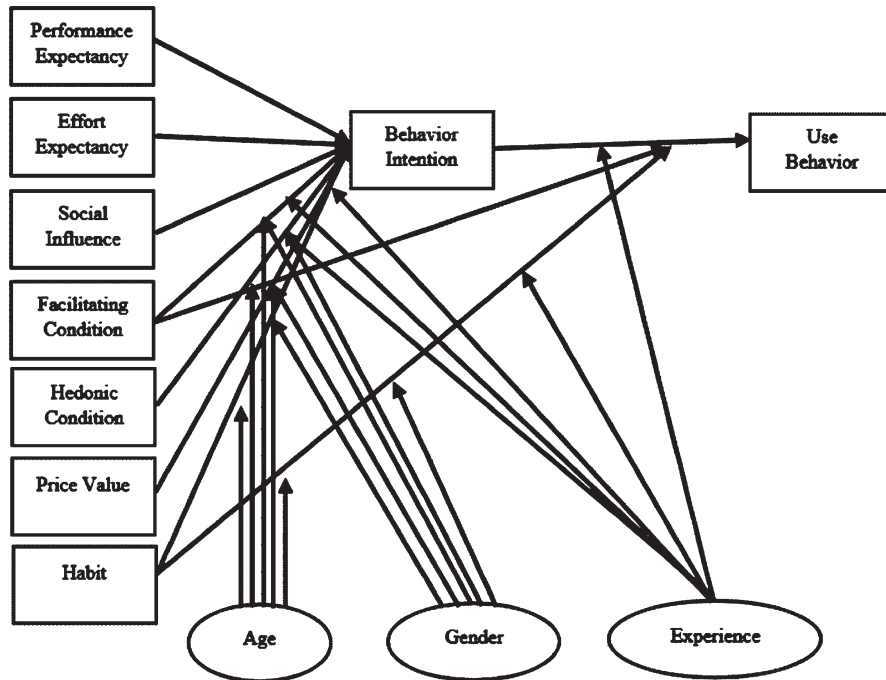 Performance
Expectancy
Effort
Expectancy
Social
Influence
Facilitating
Condition
Hedonic
Condition
Price Value
Habit
Behavior
Intention
Use
Behavior
Age
Gender
Experience